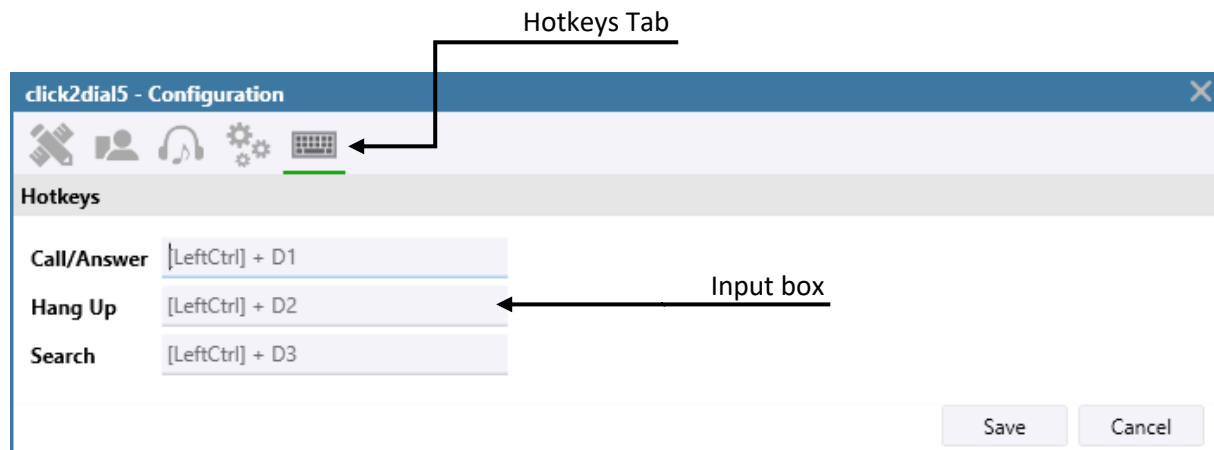 Hotkeys Tab
click2dial5 - Configuration
Hotkeys
Call/Answer [LeftCtrl] + D1
Hang Up [LeftCtrl] + D2
Input box
Search [LeftCtrl] + D3
Save Cancel